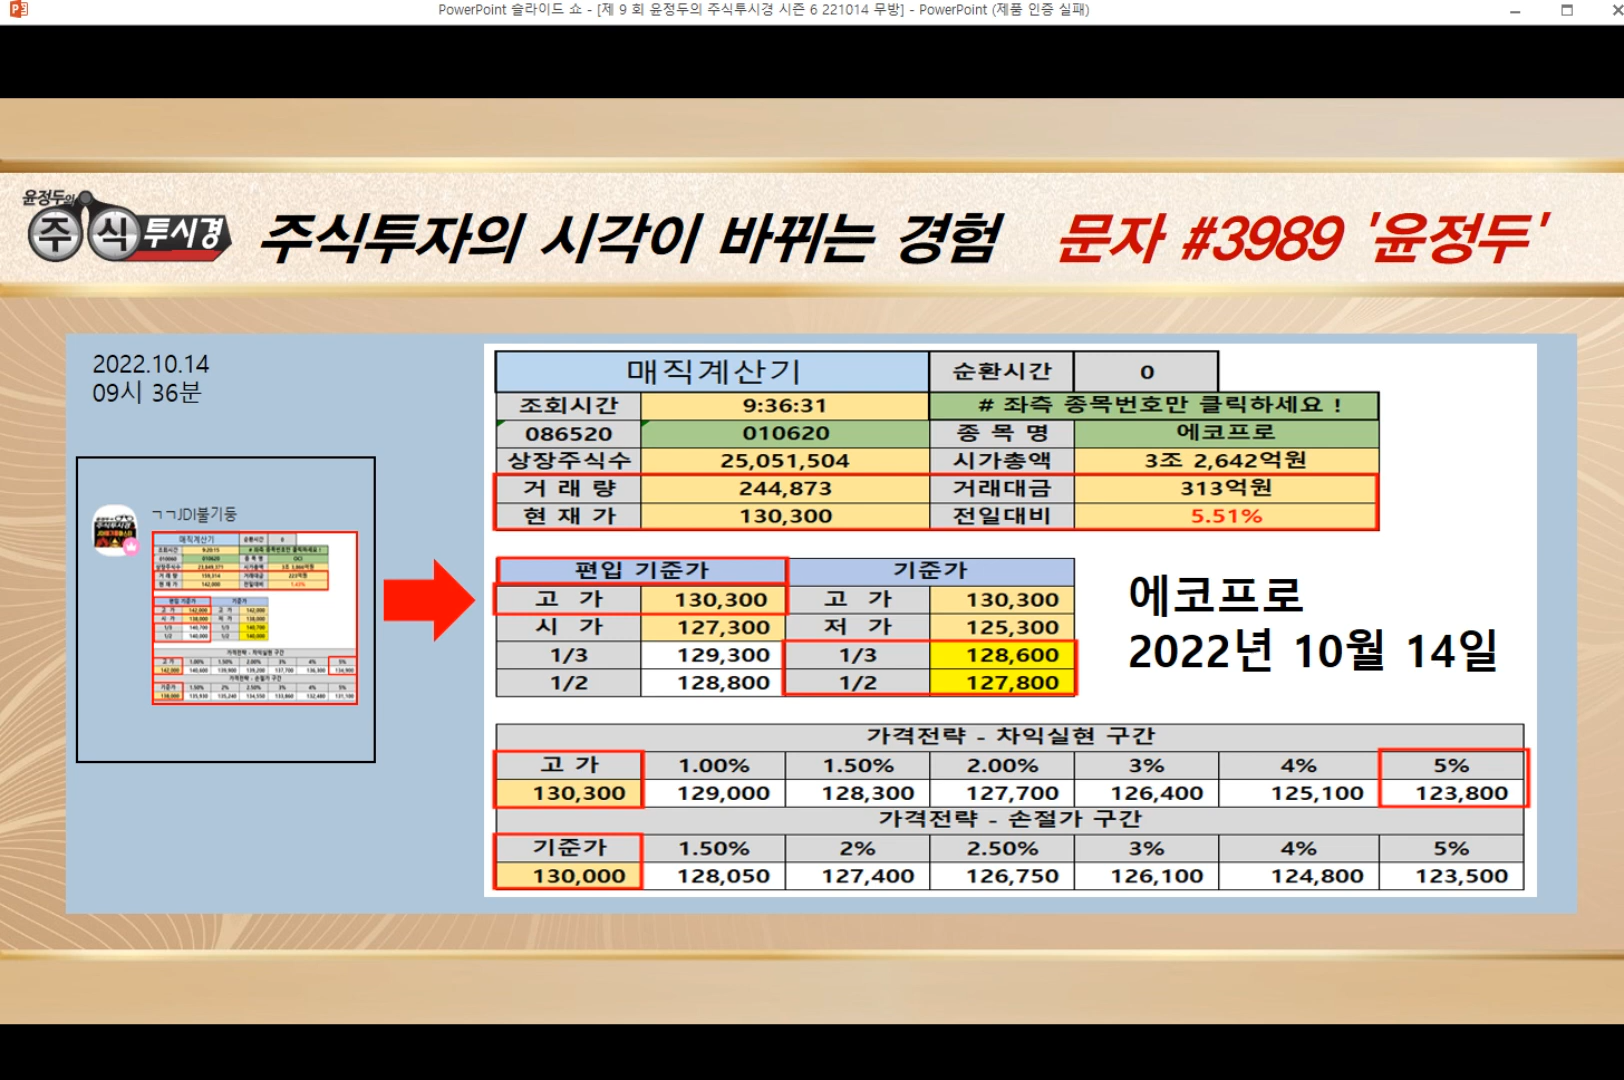 PowerPoint 슬라이드 쇼 - [제 9 회 윤정두의 주식투시경 시즌 6 221014 무방] - PowerPoint (제품 인증 실패)
윤정두의
주식투시경
주식투자의 시각이 바뀌는 경험 문자 #3989 '윤정두'
2022.10.14
09시 36분
ㄱㄱJDI불기둥
매직계산기 순환시간 0
조회시간 9:36:31 # 좌측 종목번호만 클릭하세요 !
086520 010620 종 목 명 에코프로
상장주식수 25,051,504 시가총액 3조 2,642억원
거 래 량 244,873 거래대금 313억원
현 재 가 130,300 전일대비 5.51%
편입 기준가 기준가
고 가 130,300 고 가 130,300
시 가 127,300 저 가 125,300
1/3 129,300 1/3 128,600
1/2 128,800 1/2 127,800
에코프로
2022년 10월 14일
가격전략 - 차익실현 구간
고 가 1.00% 1.50% 2.00% 3% 4% 5%
130,300 129,000 128,300 127,700 126,400 125,100 123,800
가격전략 - 손절가 구간
기준가 1.50% 2% 2.50% 3% 4% 5%
130,000 128,050 127,400 126,750 126,100 124,800 123,500